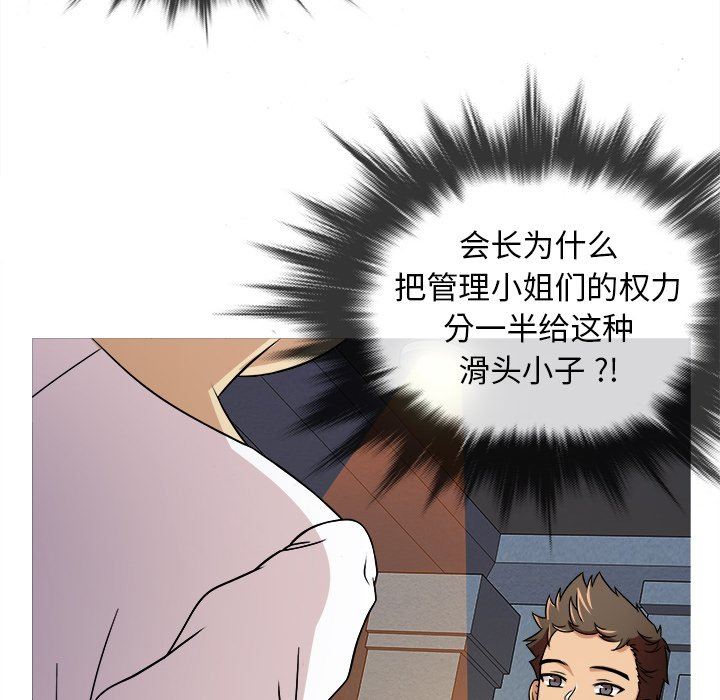 会长为什么
把管理小姐们的权力
分一半给这种
滑头小子?!